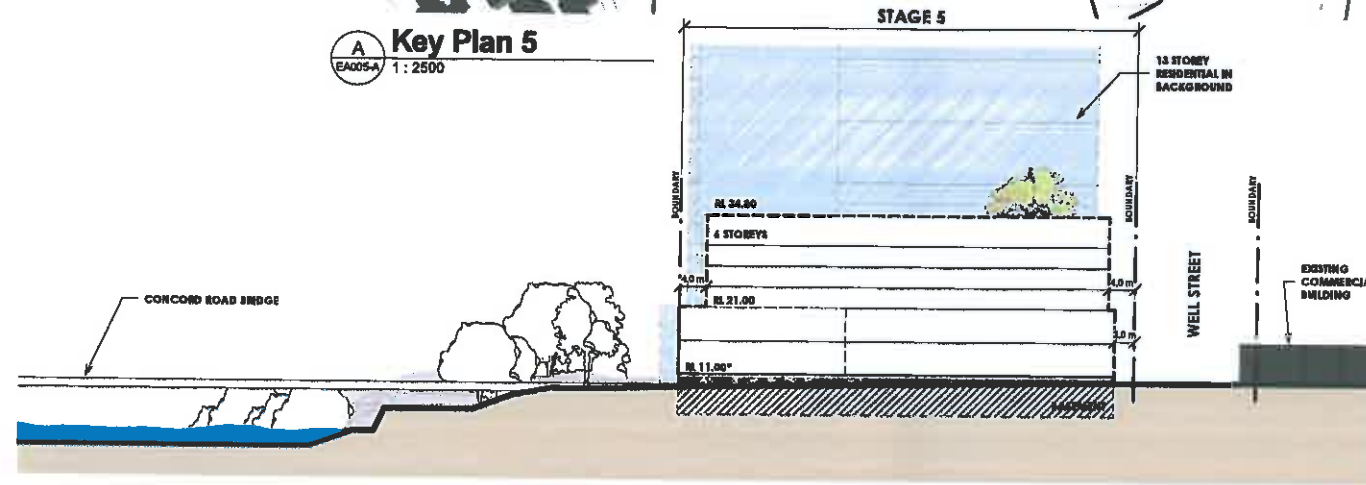 A
EA005-A
Key Plan 5
1 : 2500
STAGE 5
13 STOREY
RESIDENTIAL IN
BACKGROUND
BOUNDARY
BOUNDARY
BOUNDARY
RL 34.80
6 STOREYS
4.0 m
4.0 m
RL 21.00
3.0 m
RL 11.00*
BASEMENT
CONCORD ROAD BRIDGE
WELL STREET
EXISTING
COMMERCIA
BUILDING